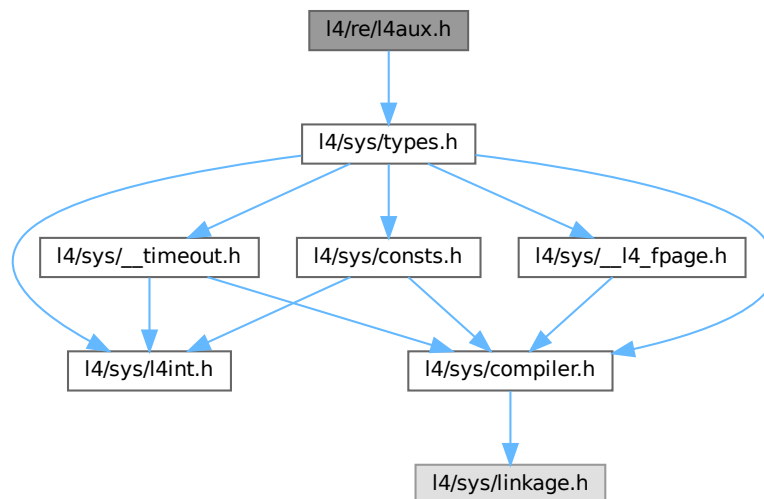 l4/re/l4aux.h
l4/sys/types.h
l4/sys/__timeout.h
l4/sys/consts.h
l4/sys/__l4_fpage.h
l4/sys/l4int.h
l4/sys/compiler.h
l4/sys/linkage.h